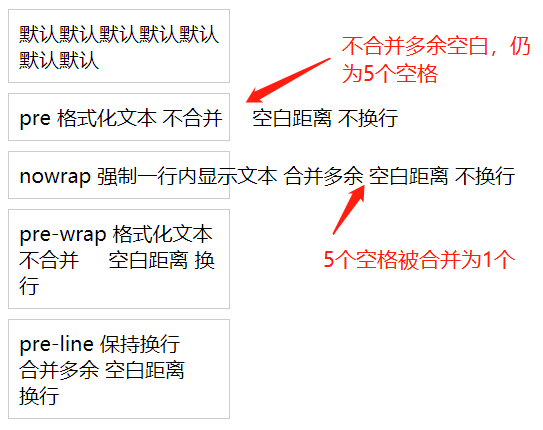 默认默认默认默认默认
默认默认
不合并多余空白，仍
为5个空格
pre 格式化文本 不合并     空白距离 不换行
nowrap 强制一行内显示文本 合并多余 空白距离 不换行
pre-wrap 格式化文本
不合并     空白距离 换
行
5个空格被合并为1个
pre-line 保持换行
合并多余 空白距离
换行